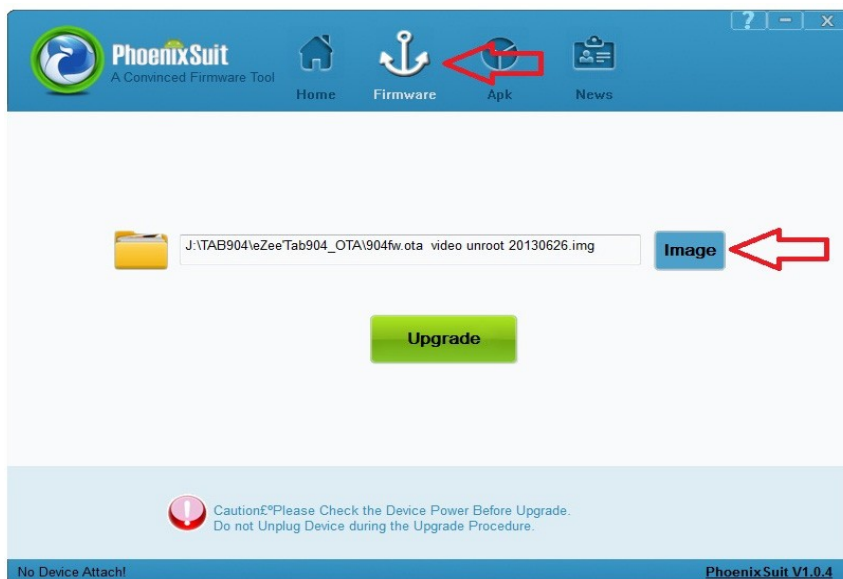 ? — x
PhoenixSuit
A Convinced Firmware Tool
Home Firmware Apk News
J:\TAB904\eZee'Tab904_OTA\904fw.ota video unroot 20130626.img
Image
Upgrade
Caution£ºPlease Check the Device Power Before Upgrade.
Do not Unplug Device during the Upgrade Procedure.
No Device Attach!
PhoenixSuit V1.0.4